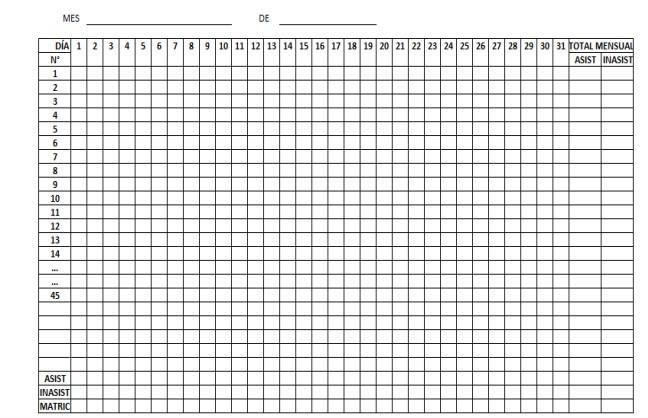 MES ____________________ DE ______________
DÍA 1 2 3 4 5 6 7 8 9 10 11 12 13 14 15 16 17 18 19 20 21 22 23 24 25 26 27 28 29 30 31 TOTAL MENSUAL
N° ASIST INASIST
1
2
3
4
5
6
7
8
9
10
11
12
13
14
...
...
45
ASIST
INASIST
MATRIC